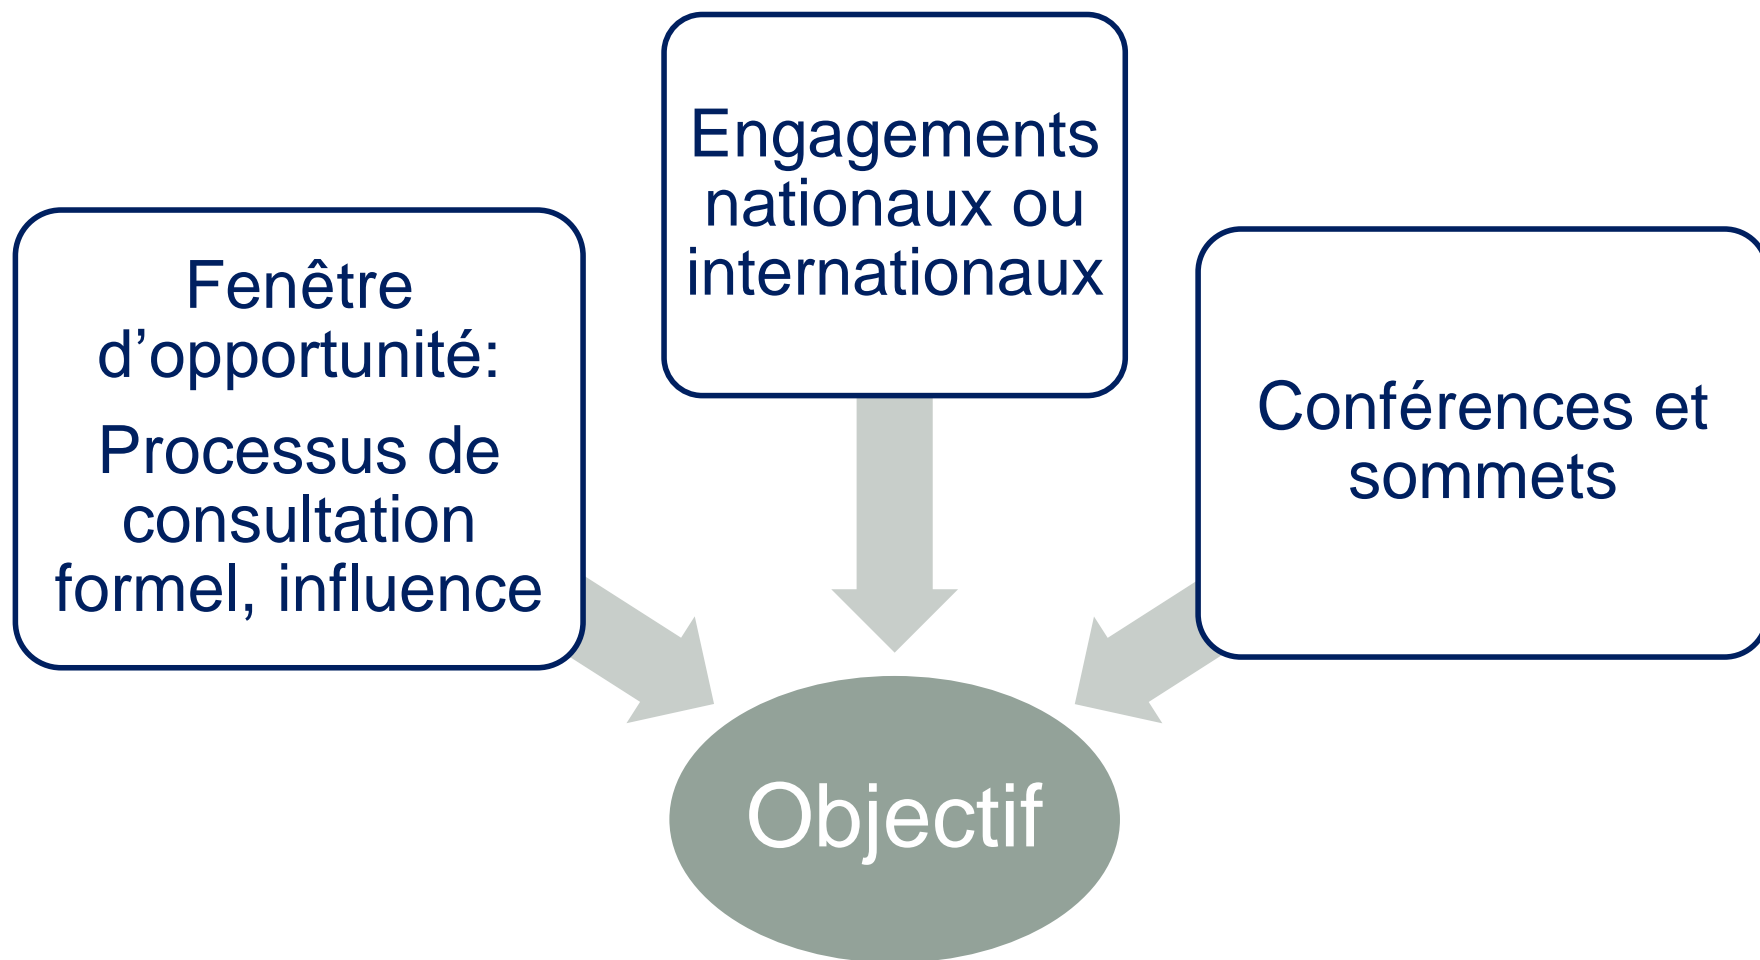 Fenêtre
d’opportunité:
Processus de
consultation
formel, influence
Engagements
nationaux ou
internationaux
Conférences et
sommets
Objectif